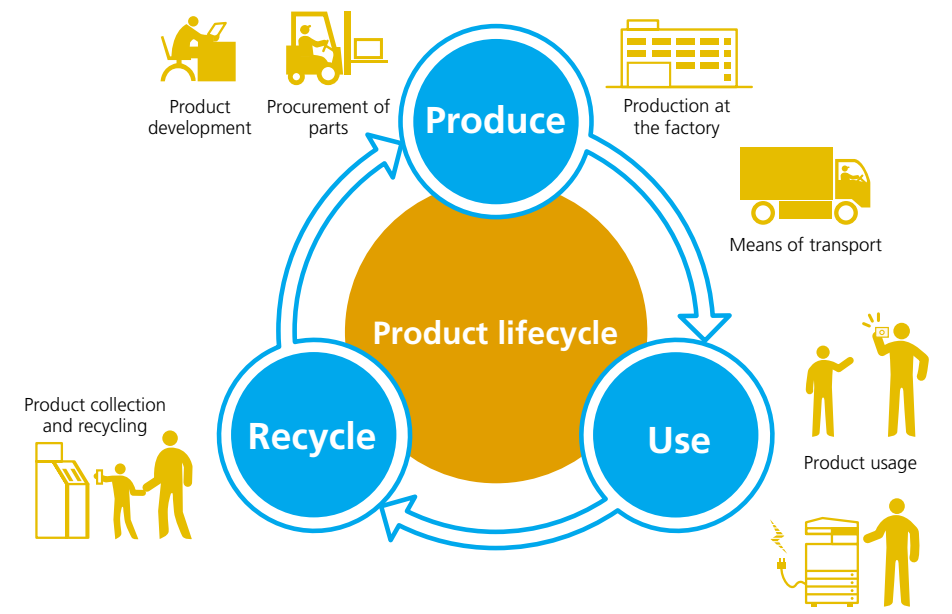 Product
development
Procurement of
parts
Produce
Production at
the factory
Means of transport
Product lifecycle
Product collection
and recycling
Recycle
Use
Product usage